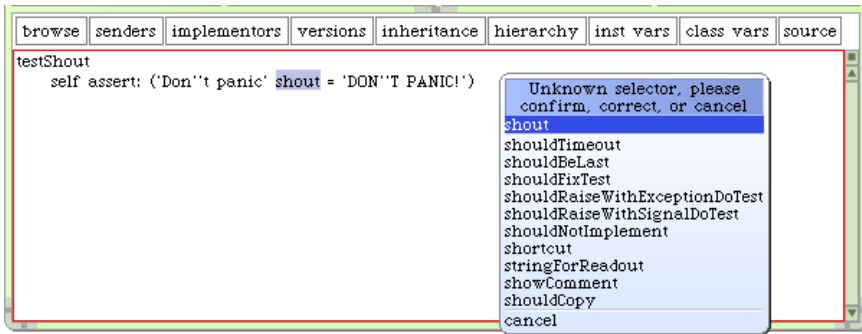 browse senders implementors versions inheritance hierarchy inst vars class vars source
testShout
self assert: ('Don''t panic' shout = 'DON''T PANIC!')
Unknown selector, please
confirm, correct, or cancel
shout
shouldTimeout
shouldBeLast
shouldFixTest
shouldRaiseWithExceptionDoTest
shouldRaiseWithSignalDoTest
shouldNotImplement
shortcut
stringForReadout
showComment
shouldCopy
cancel